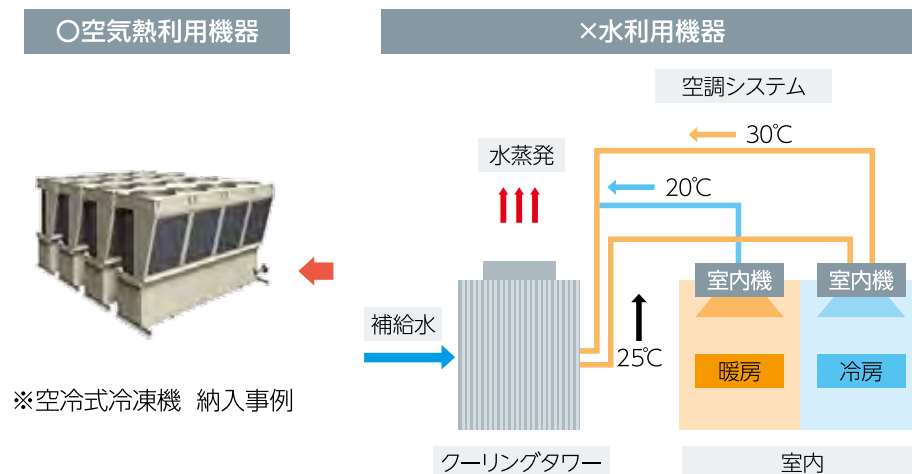 〇空気熱利用機器
×水利用機器
空調システム
30℃
水蒸発
20℃
室内機
室内機
補給水
25℃
暖房
冷房
※空冷式冷凍機 納入事例
クーリングタワー
室内